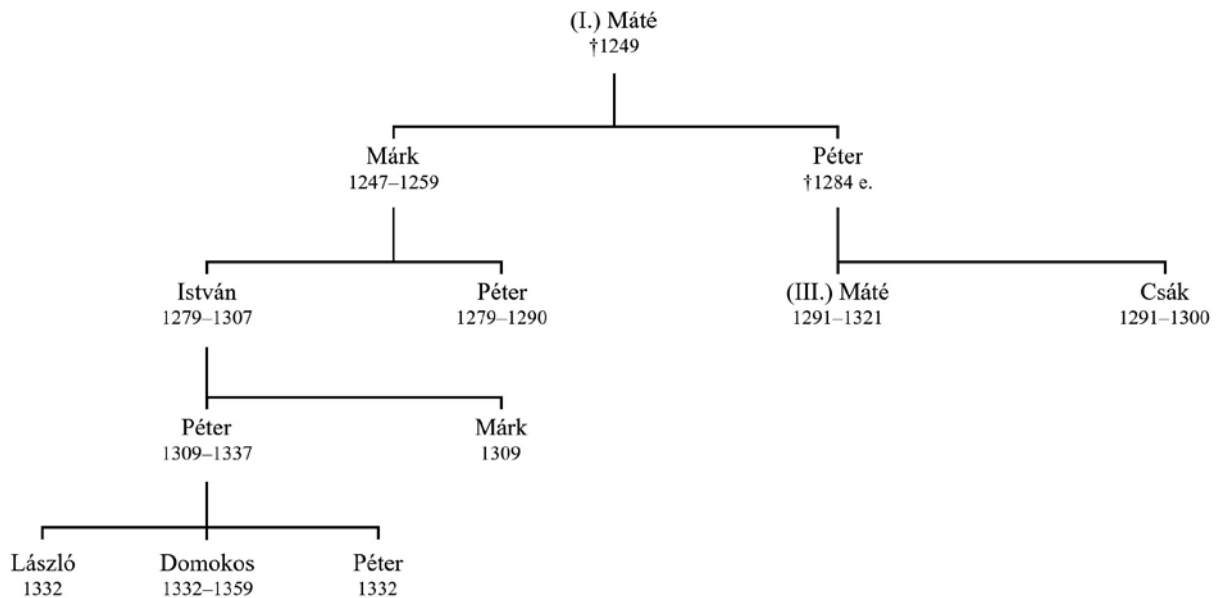 (I.) Máté
†1249
Márk
1247–1259
Péter
†1284 e.
István
1279–1307
Péter
1279–1290
(III.) Máté
1291–1321
Csák
1291–1300
Péter
1309–1337
Márk
1309
László
1332
Domokos
1332–1359
Péter
1332